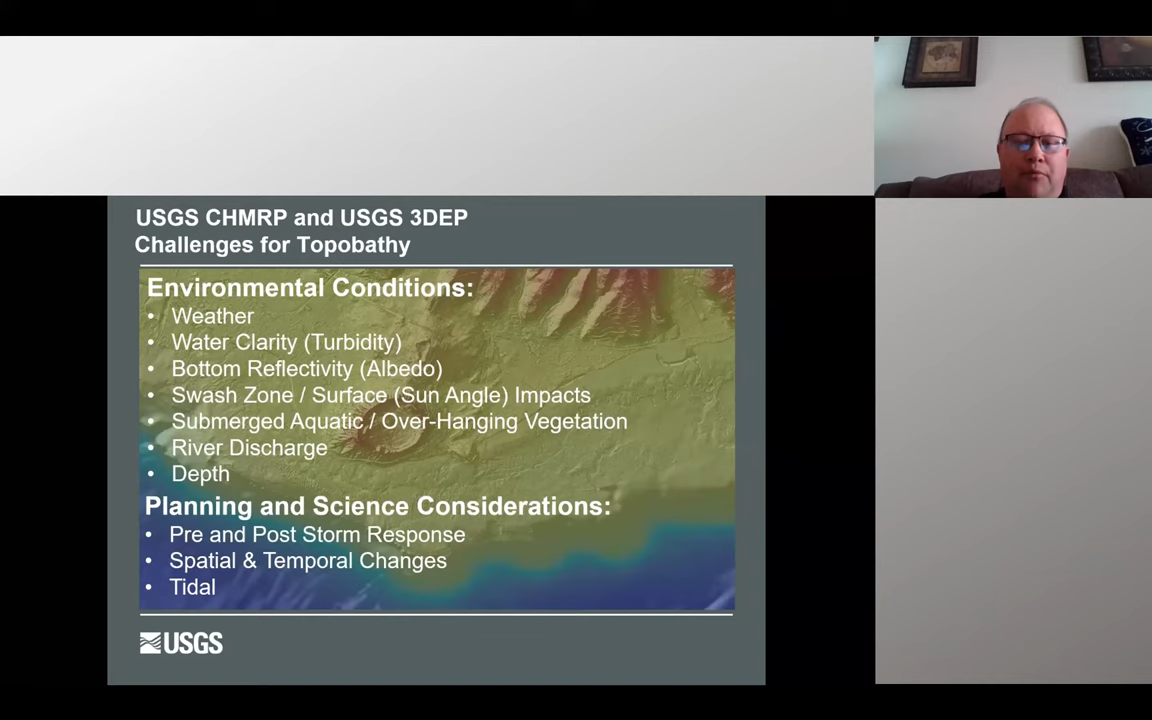 USGS CHMRP and USGS 3DEP
Challenges for Topobathy
Environmental Conditions:
• Weather
• Water Clarity (Turbidity)
• Bottom Reflectivity (Albedo)
• Swash Zone / Surface (Sun Angle) Impacts
• Submerged Aquatic / Over-Hanging Vegetation
• River Discharge
• Depth
Planning and Science Considerations:
• Pre and Post Storm Response
• Spatial & Temporal Changes
• Tidal
USGS